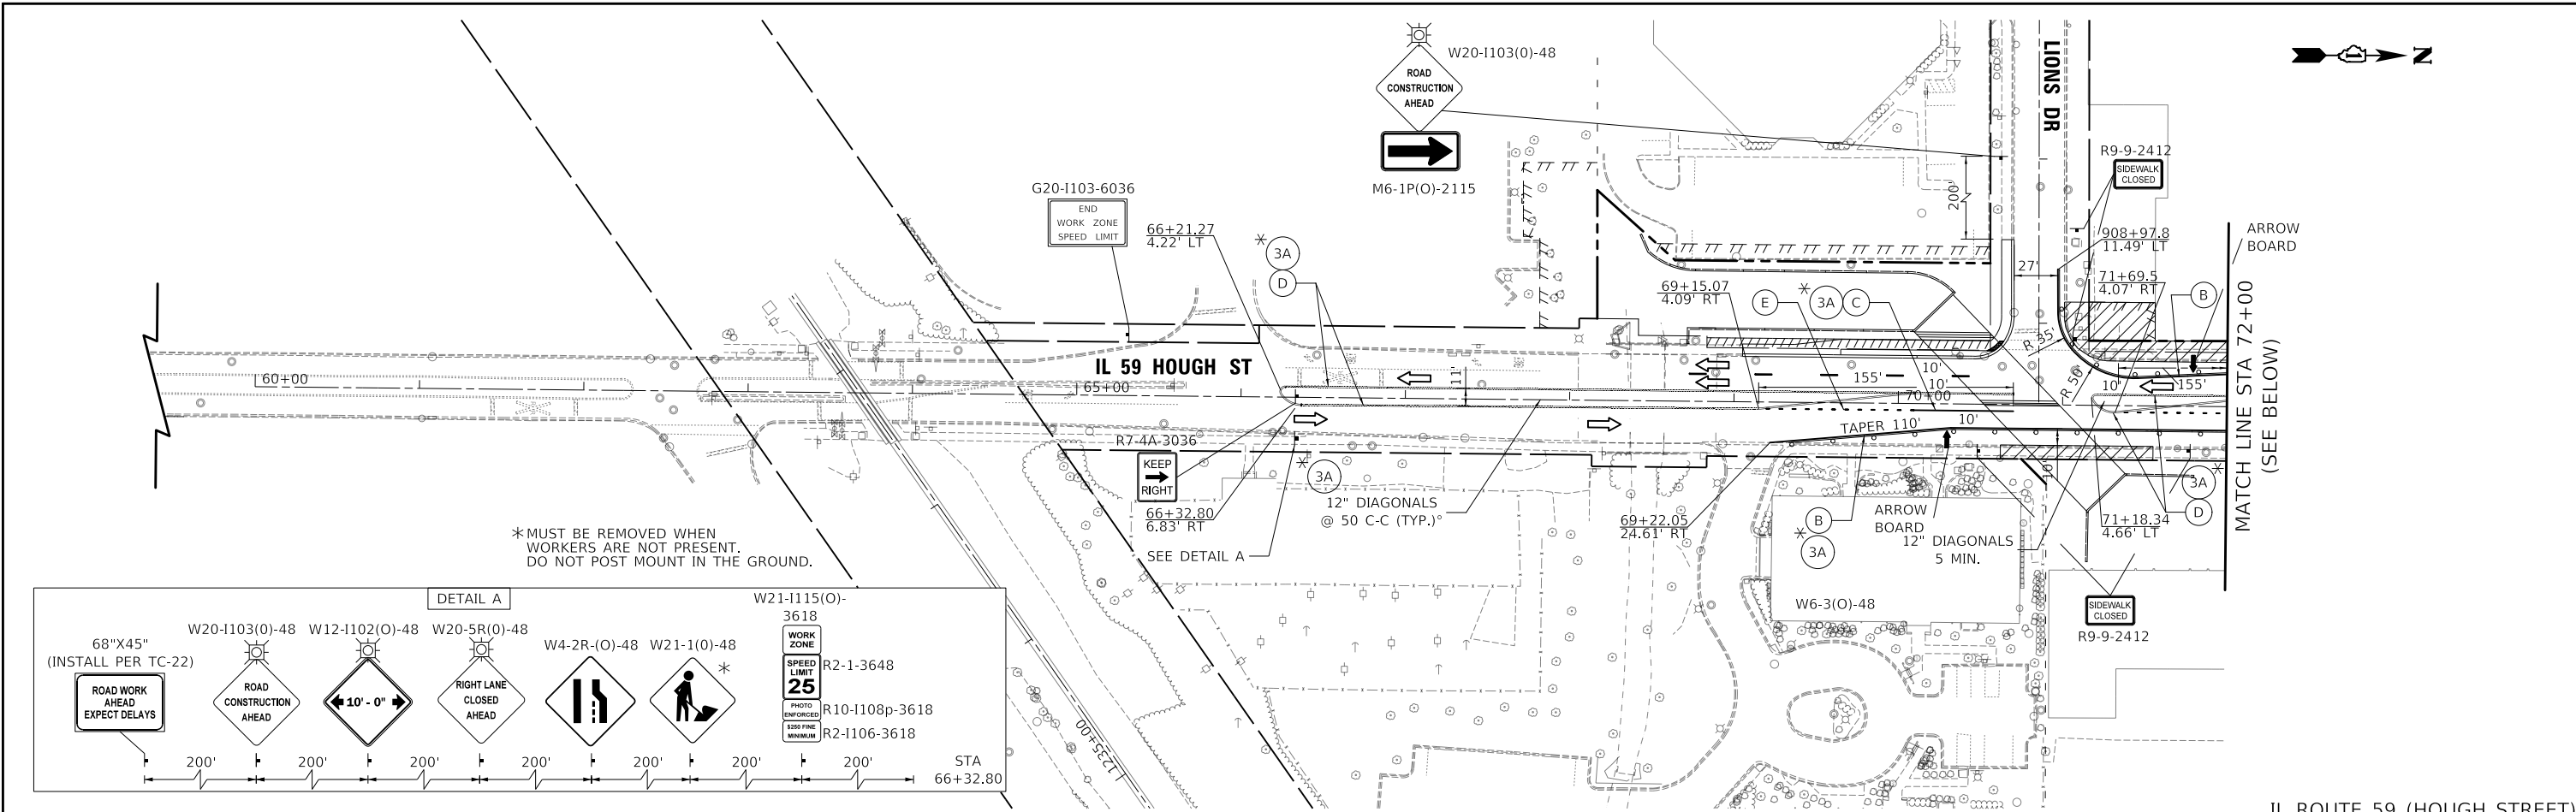 W20-I103(0)-48
ROAD
CONSTRUCTION
AHEAD
M6-1P(O)-2115
LIONS DR
N
R9-9-2412
SIDEWALK
CLOSED
G20-I103-6036
END
WORK ZONE
SPEED LIMIT
66+21.27
4.22' LT
*
3A
D
200'
27'
908+97.8
11.49' LT
71+69.5
4.07' RT
ARROW
BOARD
B
69+15.07
4.09' RT
E
*
3A
C
R 35'
R 50'
IL 59 HOUGH ST
60+00
65+00
70+00
11'
155'
10'
10'
10'
155'
TAPER 110'
10'
10'
MATCH LINE STA 72+00
(SEE BELOW)
R7-4A-3036
KEEP
RIGHT
66+32.80
6.83' RT
SEE DETAIL A
*
3A
12" DIAGONALS
@ 50 C-C (TYP.)°
69+22.05
24.61' RT
*
B
3A
ARROW
BOARD
12" DIAGONALS
5 MIN.
71+18.34
4.66' LT
*
3A
D
W6-3(O)-48
SIDEWALK
CLOSED
R9-9-2412
1235+00
*MUST BE REMOVED WHEN
WORKERS ARE NOT PRESENT.
DO NOT POST MOUNT IN THE GROUND.
DETAIL A
68"X45"
(INSTALL PER TC-22)
ROAD WORK
AHEAD
EXPECT DELAYS
W20-I103(0)-48
ROAD
CONSTRUCTION
AHEAD
W12-I102(O)-48
10' - 0"
W20-5R(0)-48
RIGHT LANE
CLOSED
AHEAD
W4-2R-(O)-48
W21-1(0)-48
*
W21-I115(O)-
3618
WORK
ZONE
SPEED
LIMIT
25
R2-1-3648
PHOTO
ENFORCED
R10-I108p-3618
$250 FINE
MINIMUM
R2-I106-3618
200'
200'
200'
200'
200'
200'
200'
STA
66+32.80
IL ROUTE 59 (HOUGH STREET)